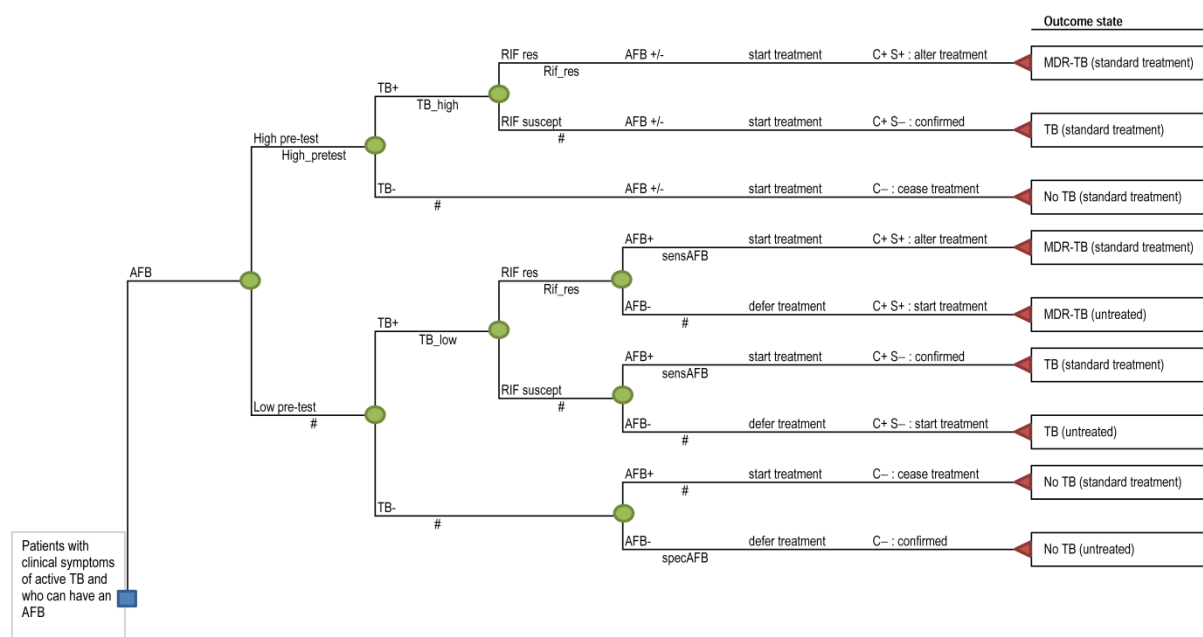 Outcome state
RIF res AFB +/- start treatment C+ S+ : alter treatment MDR-TB (standard treatment)
Rif_res
TB+
TB_high
RIF suscept AFB +/- start treatment C+ S– : confirmed TB (standard treatment)
#
High pre-test
High_pretest
TB- AFB +/- start treatment C– : cease treatment No TB (standard treatment)
#
AFB+ start treatment C+ S+ : alter treatment MDR-TB (standard treatment)
sensAFB
AFB
RIF res
Rif_res
AFB- defer treatment C+ S+ : start treatment MDR-TB (untreated)
#
TB+
TB_low
AFB+ start treatment C+ S– : confirmed TB (standard treatment)
sensAFB
RIF suscept
#
Low pre-test
#
AFB- defer treatment C+ S– : start treatment TB (untreated)
#
AFB+ start treatment C– : cease treatment No TB (standard treatment)
#
TB-
#
AFB- defer treatment C– : confirmed No TB (untreated)
specAFB
Patients with
clinical symptoms
of active TB and
who can have an
AFB